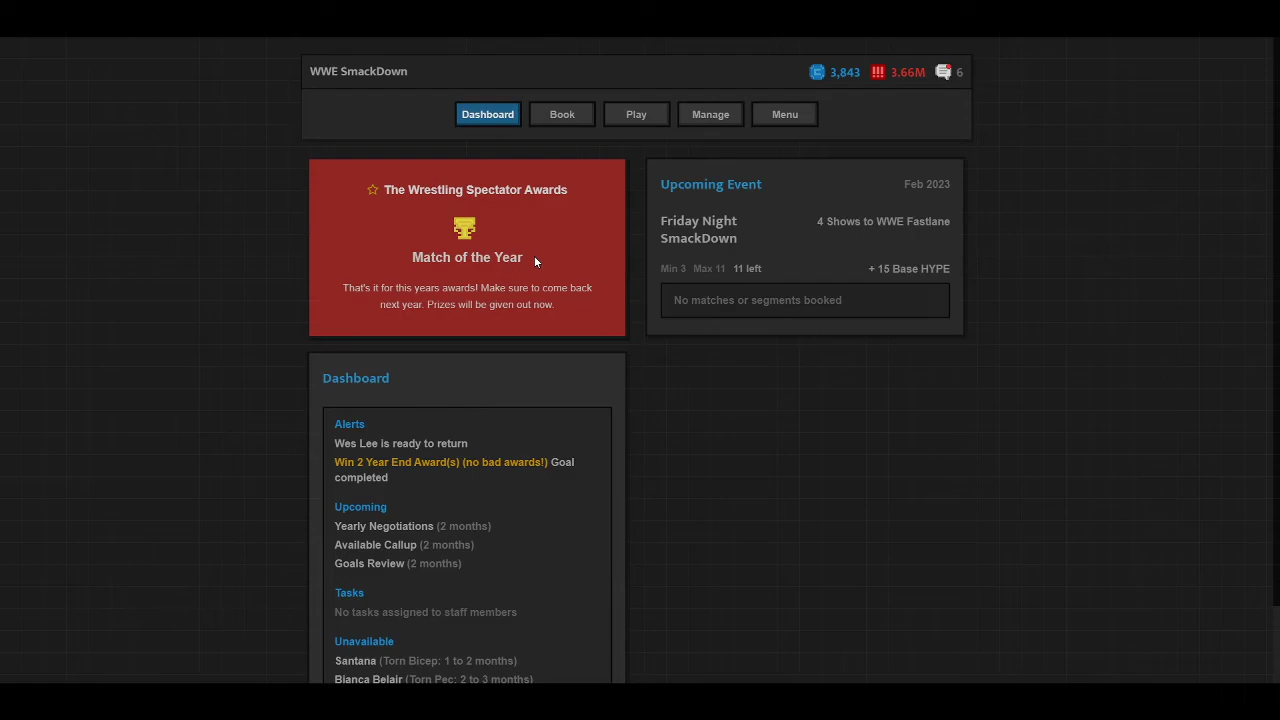 WWE SmackDown
3,843
3.66M
6
Dashboard
Book
Play
Manage
Menu
The Wrestling Spectator Awards
Match of the Year
That's it for this years awards! Make sure to come back
next year. Prizes will be given out now.
Upcoming Event
Feb 2023
Friday Night
SmackDown
4 Shows to WWE Fastlane
Min 3 Max 11 11 left
+ 15 Base HYPE
No matches or segments booked
Dashboard
Alerts
Wes Lee is ready to return
Win 2 Year End Award(s) (no bad awards!) Goal
completed
Upcoming
Yearly Negotiations (2 months)
Available Callup (2 months)
Goals Review (2 months)
Tasks
No tasks assigned to staff members
Unavailable
Santana (Torn Bicep: 1 to 2 months)
Bianca Belair (Torn Pec: 2 to 3 months)